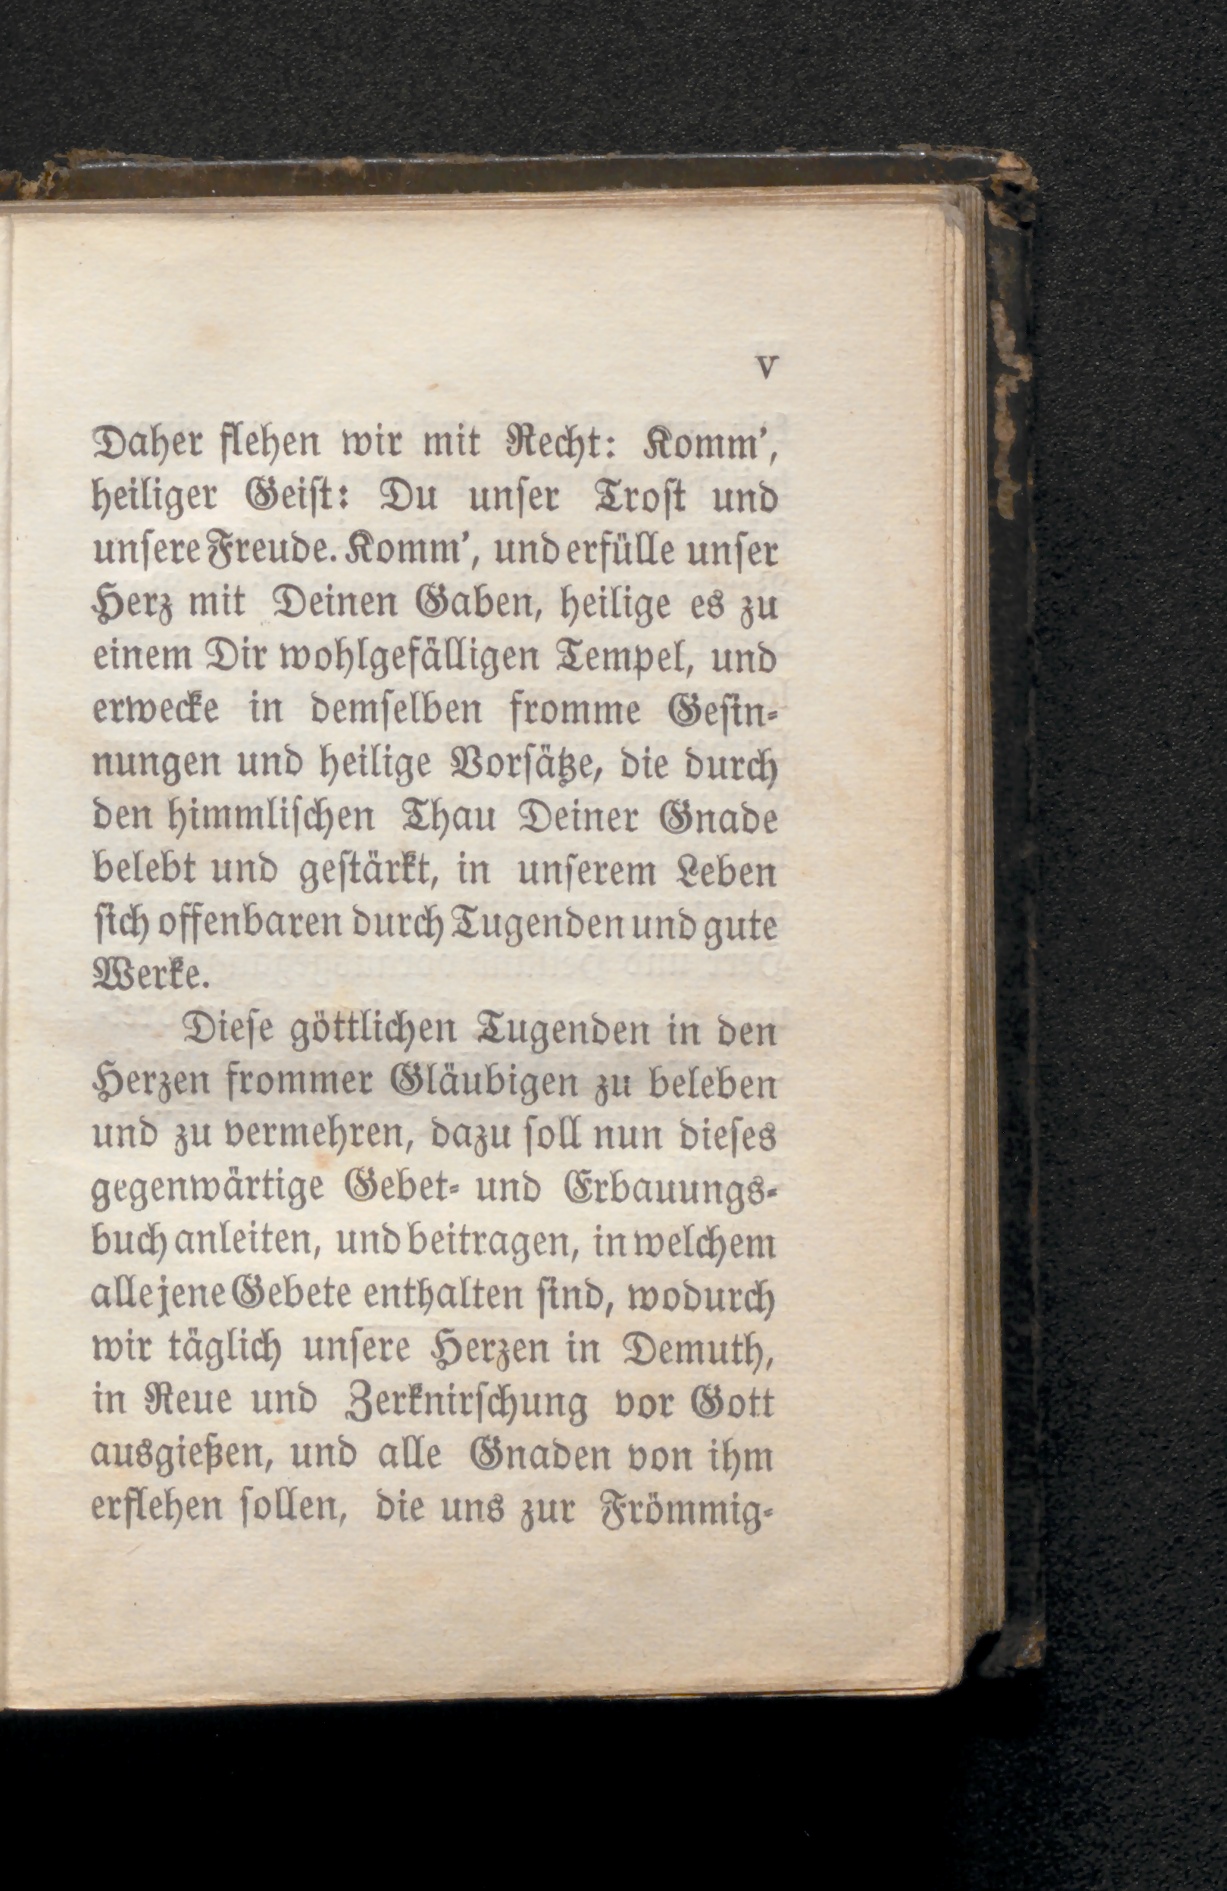 V
Daher flehen wir mit Recht: Komm',
heiliger Geist: Du unser Trost und
unsere Freude. Komm', und erfülle unser
Herz mit Deinen Gaben, heilige es zu
einem Dir wohlgefälligen Tempel, und
erwecke in demselben fromme Gesin-
nungen und heilige Vorsätze, die durch
den himmlischen Thau Deiner Gnade
belebt und gestärkt, in unserem Leben
sich offenbaren durch Tugenden und gute
Werke.
Diese göttlichen Tugenden in den
Herzen frommer Gläubigen zu beleben
und zu vermehren, dazu soll nun dieses
gegenwärtige Gebet- und Erbauungs-
buch anleiten, und beitragen, in welchem
alle jene Gebete enthalten sind, wodurch
wir täglich unsere Herzen in Demuth,
in Reue und Zerknirschung vor Gott
ausgießen, und alle Gnaden von ihm
erflehen sollen, die uns zur Frömmig-